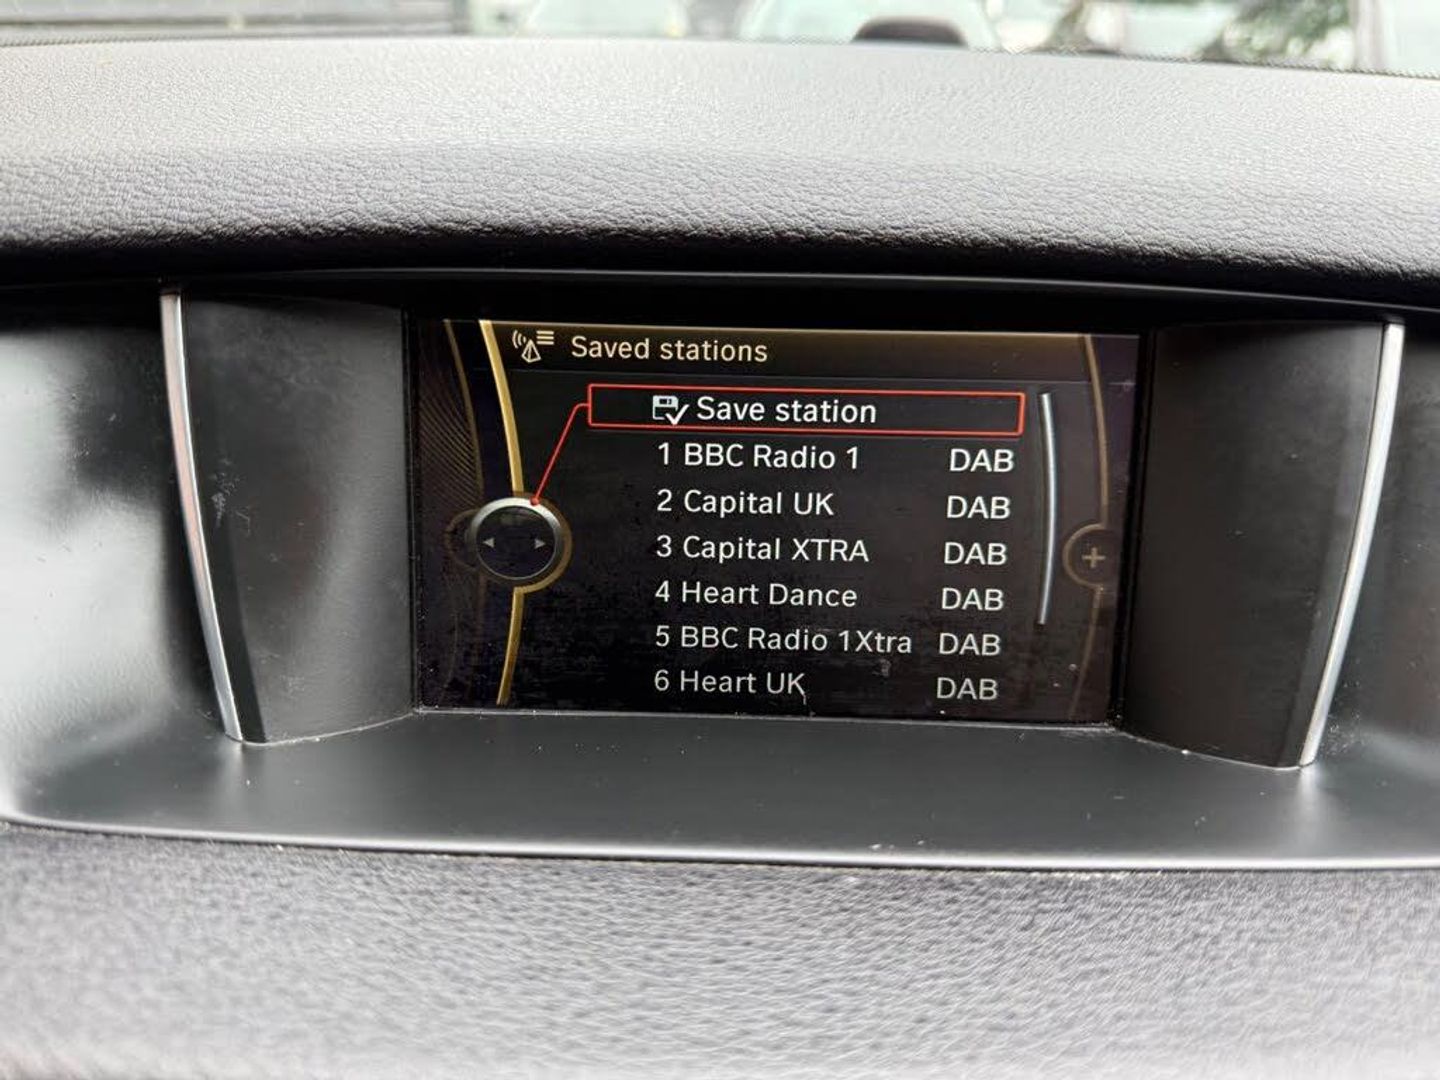 Saved stations
Save station
1 BBC Radio 1 DAB
2 Capital UK DAB
3 Capital XTRA DAB
4 Heart Dance DAB
5 BBC Radio 1Xtra DAB
6 Heart UK DAB